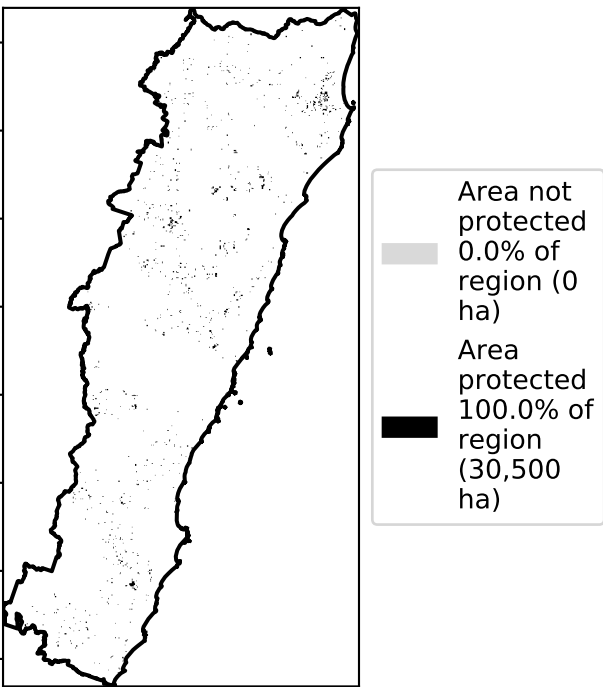 Area not
protected
0.0% of
region (0
ha)
Area
protected
100.0% of
region
(30,500
ha)